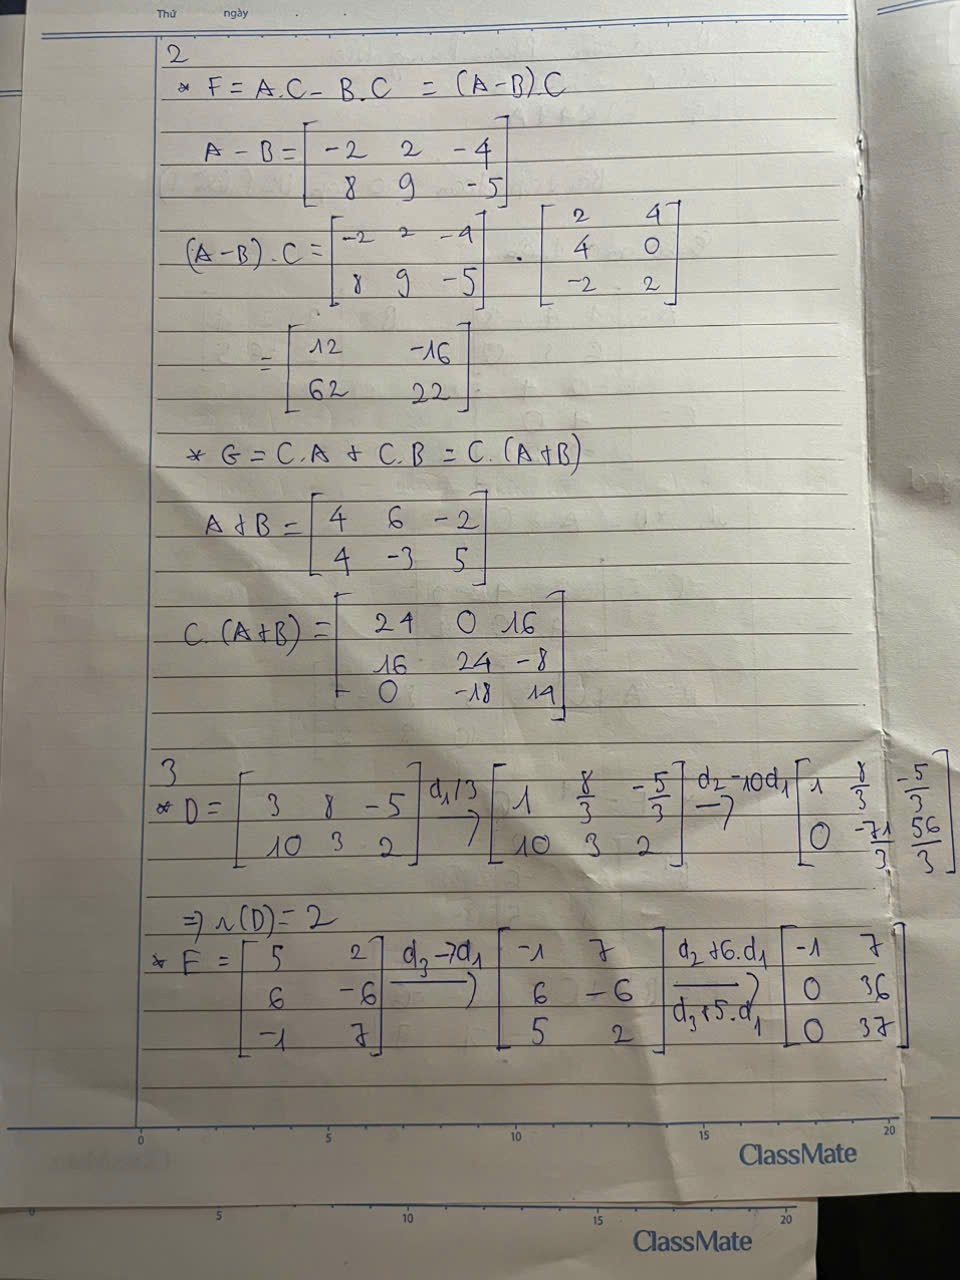 Thứ ngày
2
* F = A.C - B.C = (A-B).C
A - B = [-2 2 -4
8 9 -5]
(A-B).C = [-2 2 -4
8 9 -5] . [2 4
4 0
-2 2]
= [12 -16
62 22]
* G = C.A + C.B = C.(A+B)
A+B = [4 6 -2
4 -3 5]
C.(A+B) = [24 0 16
16 24 -8
0 -18 14]
3
* D = [3 8 -5
10 3 2] d₁/3 → [1 8/3 -5/3
10 3 2] d₂-10d₁ → [1 8/3 -5/3
0 -71/3 56/3]
=> r(D) = 2
* E = [5 2
6 -6
-1 7] d₃→d₁ → [-1 7
6 -6
5 2] d₂+6.d₁ d₃+5.d₁ → [-1 7
0 36
0 37]
0 5 10 15 20
ClassMate
0 5 10 15 20
ClassMate